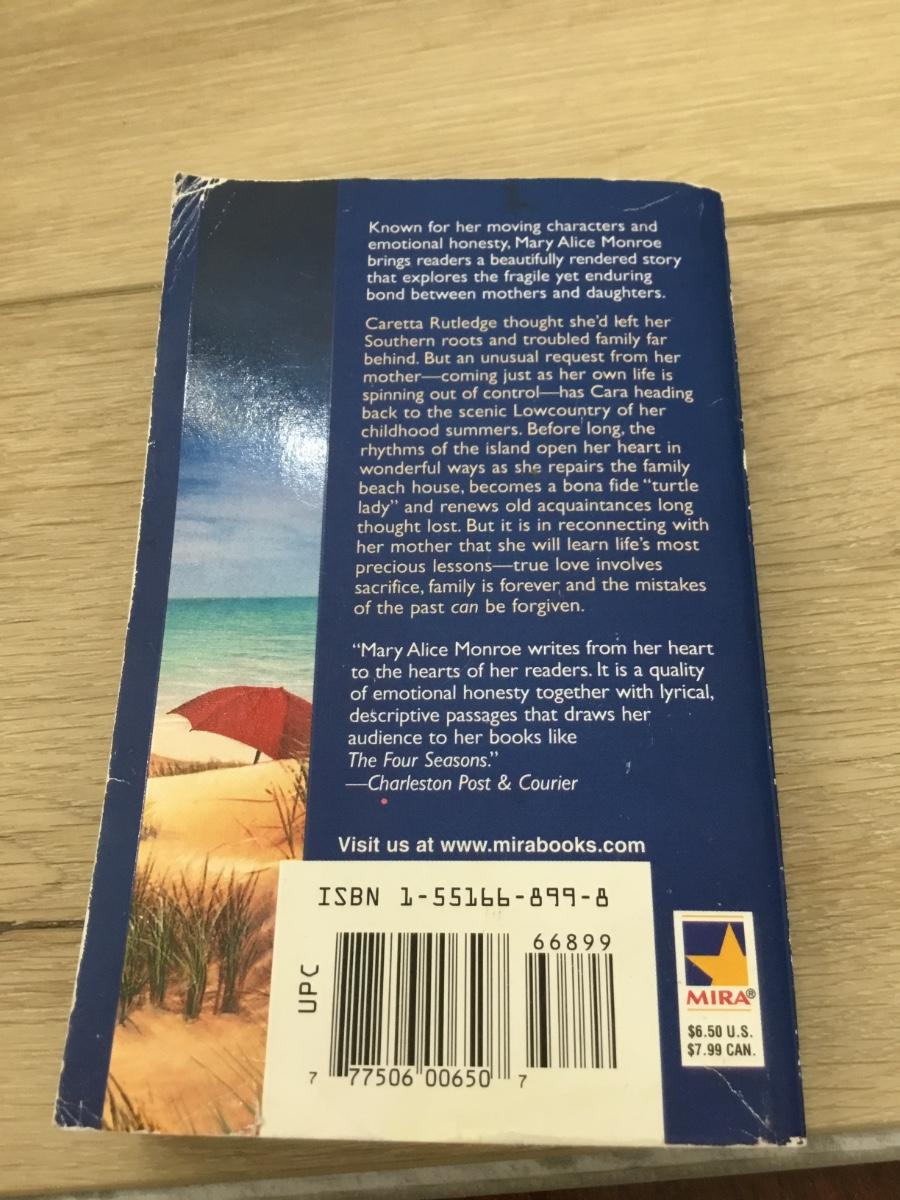 Known for her moving characters and
emotional honesty, Mary Alice Monroe
brings readers a beautifully rendered story
that explores the fragile yet enduring
bond between mothers and daughters.
Caretta Rutledge thought she'd left her
Southern roots and troubled family far
behind. But an unusual request from her
mother—coming just as her own life is
spinning out of control—has Cara heading
back to the scenic Lowcountry of her
childhood summers. Before long, the
rhythms of the island open her heart in
wonderful ways as she repairs the family
beach house, becomes a bona fide “turtle
lady” and renews old acquaintances long
thought lost. But it is in reconnecting with
her mother that she will learn life's most
precious lessons—true love involves
sacrifice, family is forever and the mistakes
of the past can be forgiven.
“Mary Alice Monroe writes from her heart
to the hearts of her readers. It is a quality
of emotional honesty together with lyrical,
descriptive passages that draws her
audience to her books like
The Four Seasons.”
—Charleston Post & Courier
Visit us at www.mirabooks.com
ISBN 1-55166-899-8
66899
UPC
7 77506 00650 7
MIRA®
$6.50 U.S.
$7.99 CAN.